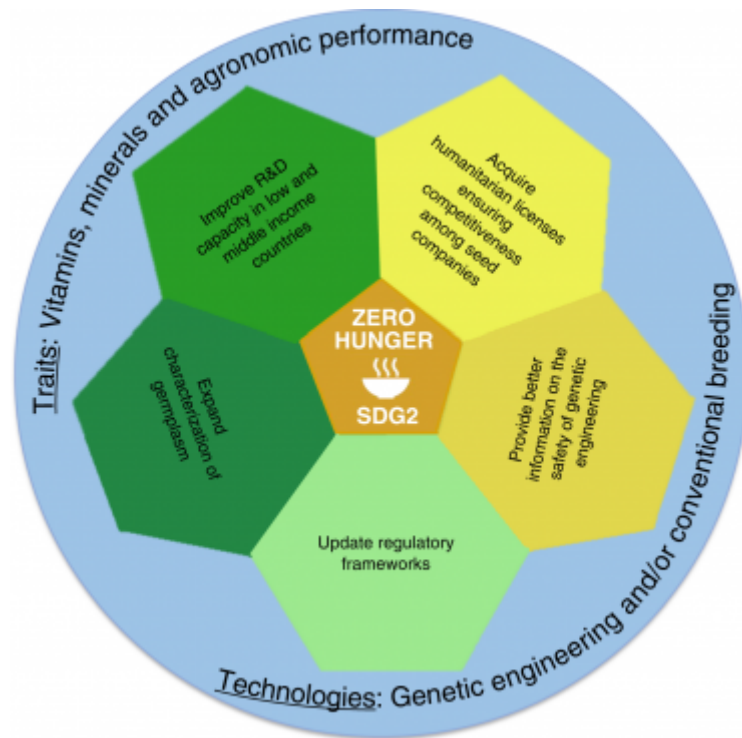 Traits: Vitamins, minerals and agronomic performance
Improve R&D
capacity in low and
middle income
countries
Acquire
humanitarian licenses
ensuring
competitiveness
among seed
companies
ZERO
HUNGER
SDG2
Expand
characterization of
germplasm
Provide better
information on the
safety of genetic
engineering
Update regulatory
frameworks
Technologies: Genetic engineering and/or conventional breeding